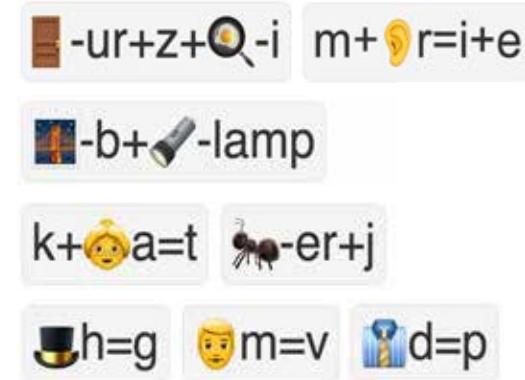 -ur+z+-i m+r=i+e
-b+-lamp
k+a=t -er+j
h=g m=v d=p